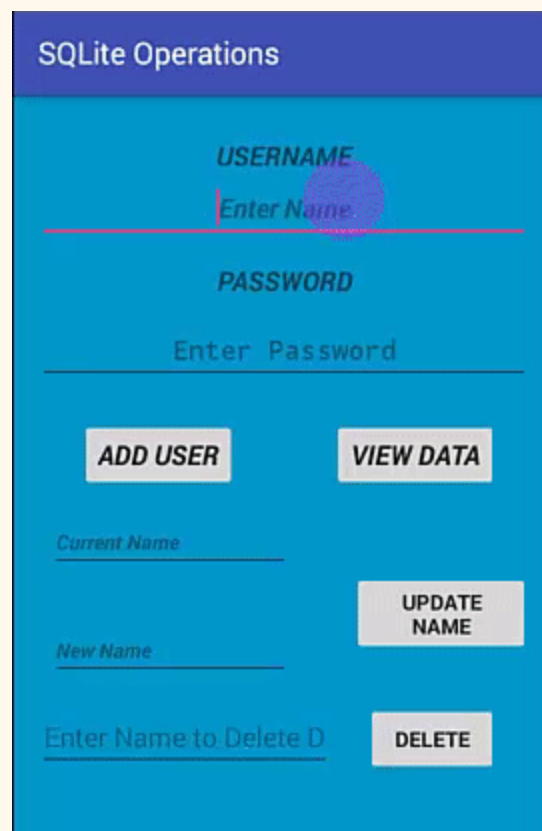 SQLite Operations
USERNAME
Enter Name
PASSWORD
Enter Password
ADD USER
VIEW DATA
Current Name
UPDATE
NAME
New Name
Enter Name to Delete D
DELETE